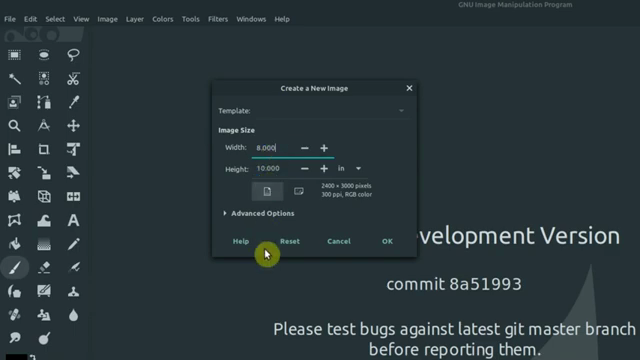 GNU Image Manipulation Program
File Edit Select View Image Layer Colors Tools Filters Windows Help
Create a New Image
Template:
Image Size
Width: 8.000
Height: 10.000 in
2400 × 3000 pixels
300 ppi, RGB color
Advanced Options
Help Reset Cancel OK
velopment Version
commit 8a51993
Please test bugs against latest git master branch
before reporting them.